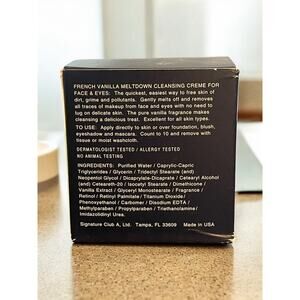 FRENCH VANILLA MELTDOWN CLEANSING CREME FOR
FACE & EYES: The quickest, easiest way to free skin of
dirt, grime and pollutants. Gently melts off and removes
all traces of makeup from face and eyes with no need to
tug on delicate skin. The pure vanilla fragrance makes
cleansing a delicious treat. Excellent for all skin types.
TO USE: Apply directly to skin or over foundation, blush,
eyeshadow and mascara. Count to 10 and remove with
tissue or moist washcloth.
DERMATOLOGIST TESTED / ALLERGY TESTED
NO ANIMAL TESTING
INGREDIENTS: Purified Water / Caprylic-Capric
Triglycerides / Glycerin / Tridecyl Stearate (and)
Neopentyl Glycol / Dicaprylate-Dicaprate / Cetearyl Alcohol
(and) Ceteareth-20 / Isocetyl Stearate / Dimethicone /
Vanilla Extract / Glyceryl Monostearate / Fragrance /
Retinol / Retinyl Palmitate / Titanium Dioxide /
Phenoxyethanol / Carbomer / Disodium EDTA /
Methylparaben / Propylparaben / Triethanolamine /
Imidazolidinyl Urea.
Signature Club A, Ltd. Tampa, FL 33609 Made in USA